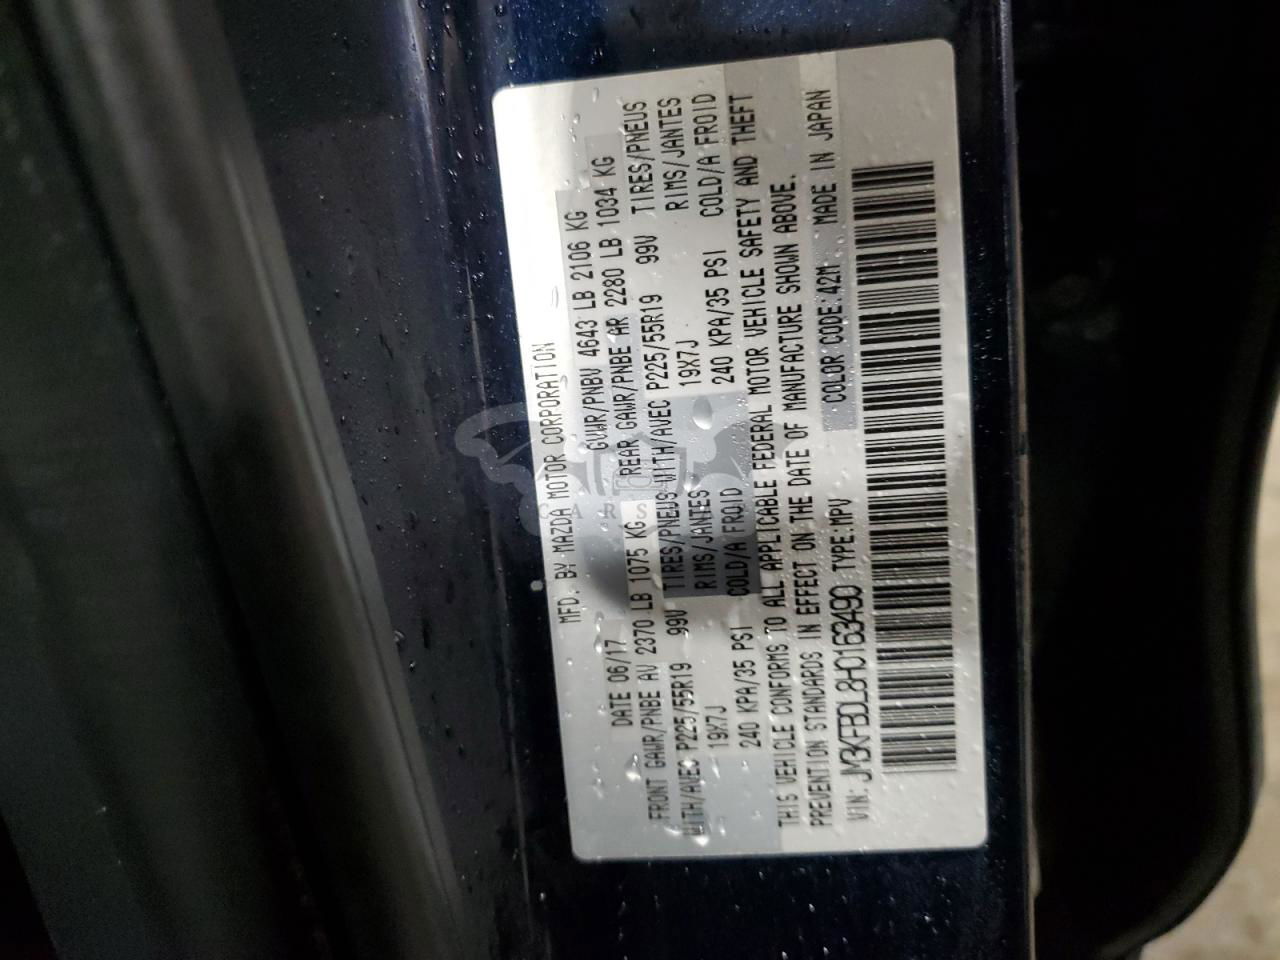 MFD. BY MAZDA MOTOR CORPORATION
DATE 06/17 GVWR/PNBV 4643 LB 2106 KG
FRONT GAWR/PNBE AV 2370 LB 1075 KG REAR GAWR/PNBE AR 2280 LB 1034 KG
WITH/AVEC P225/55R19 99V TIRES/PNEUS WITH/AVEC P225/55R19 99V TIRES/PNEUS
19X7J RIMS/JANTES 19X7J RIMS/JANTES
240 KPA/35 PSI COLD/A FROID 240 KPA/35 PSI COLD/A FROID
THIS VEHICLE CONFORMS TO ALL APPLICABLE FEDERAL MOTOR VEHICLE SAFETY AND THEFT
PREVENTION STANDARDS IN EFFECT ON THE DATE OF MANUFACTURE SHOWN ABOVE.
VIN: JM3KFBDL8H0163490 TYPE:MPV COLOR CODE:42M MADE IN JAPAN